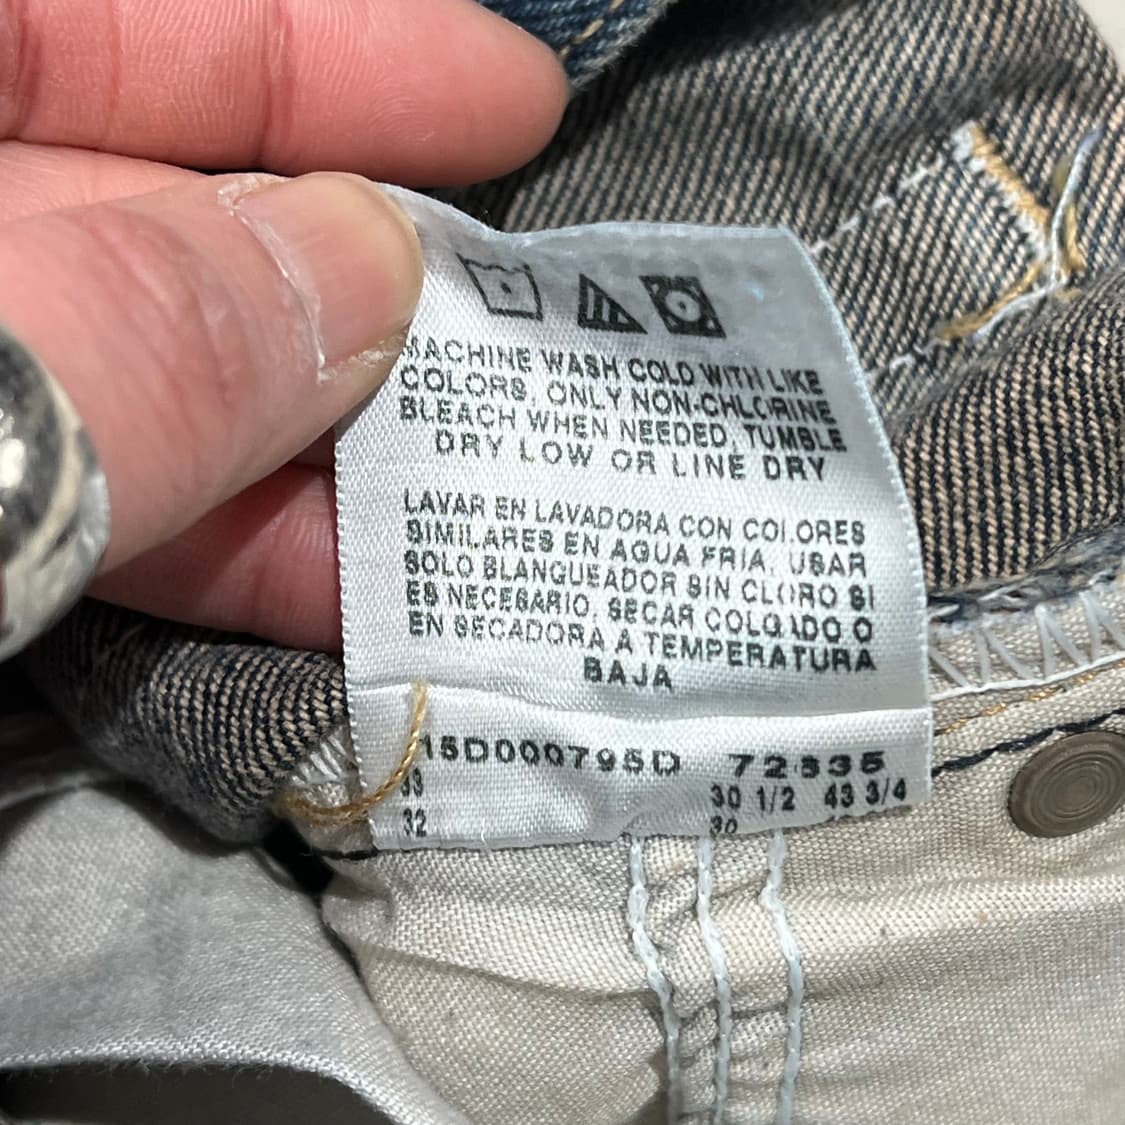 MACHINE WASH COLD WITH LIKE
COLORS, ONLY NON-CHLORINE
BLEACH WHEN NEEDED, TUMBLE
DRY LOW OR LINE DRY
LAVAR EN LAVADORA CON COLORES
SIMILARES EN AGUA FRIA. USAR
SOLO BLANQUEADOR SIN CLORO SI
ES NECESARIO. SECAR COLGADO O
EN SECADORA A TEMPERATURA
BAJA
15D000795D 72335
33 30 1/2 43 3/4
32 30